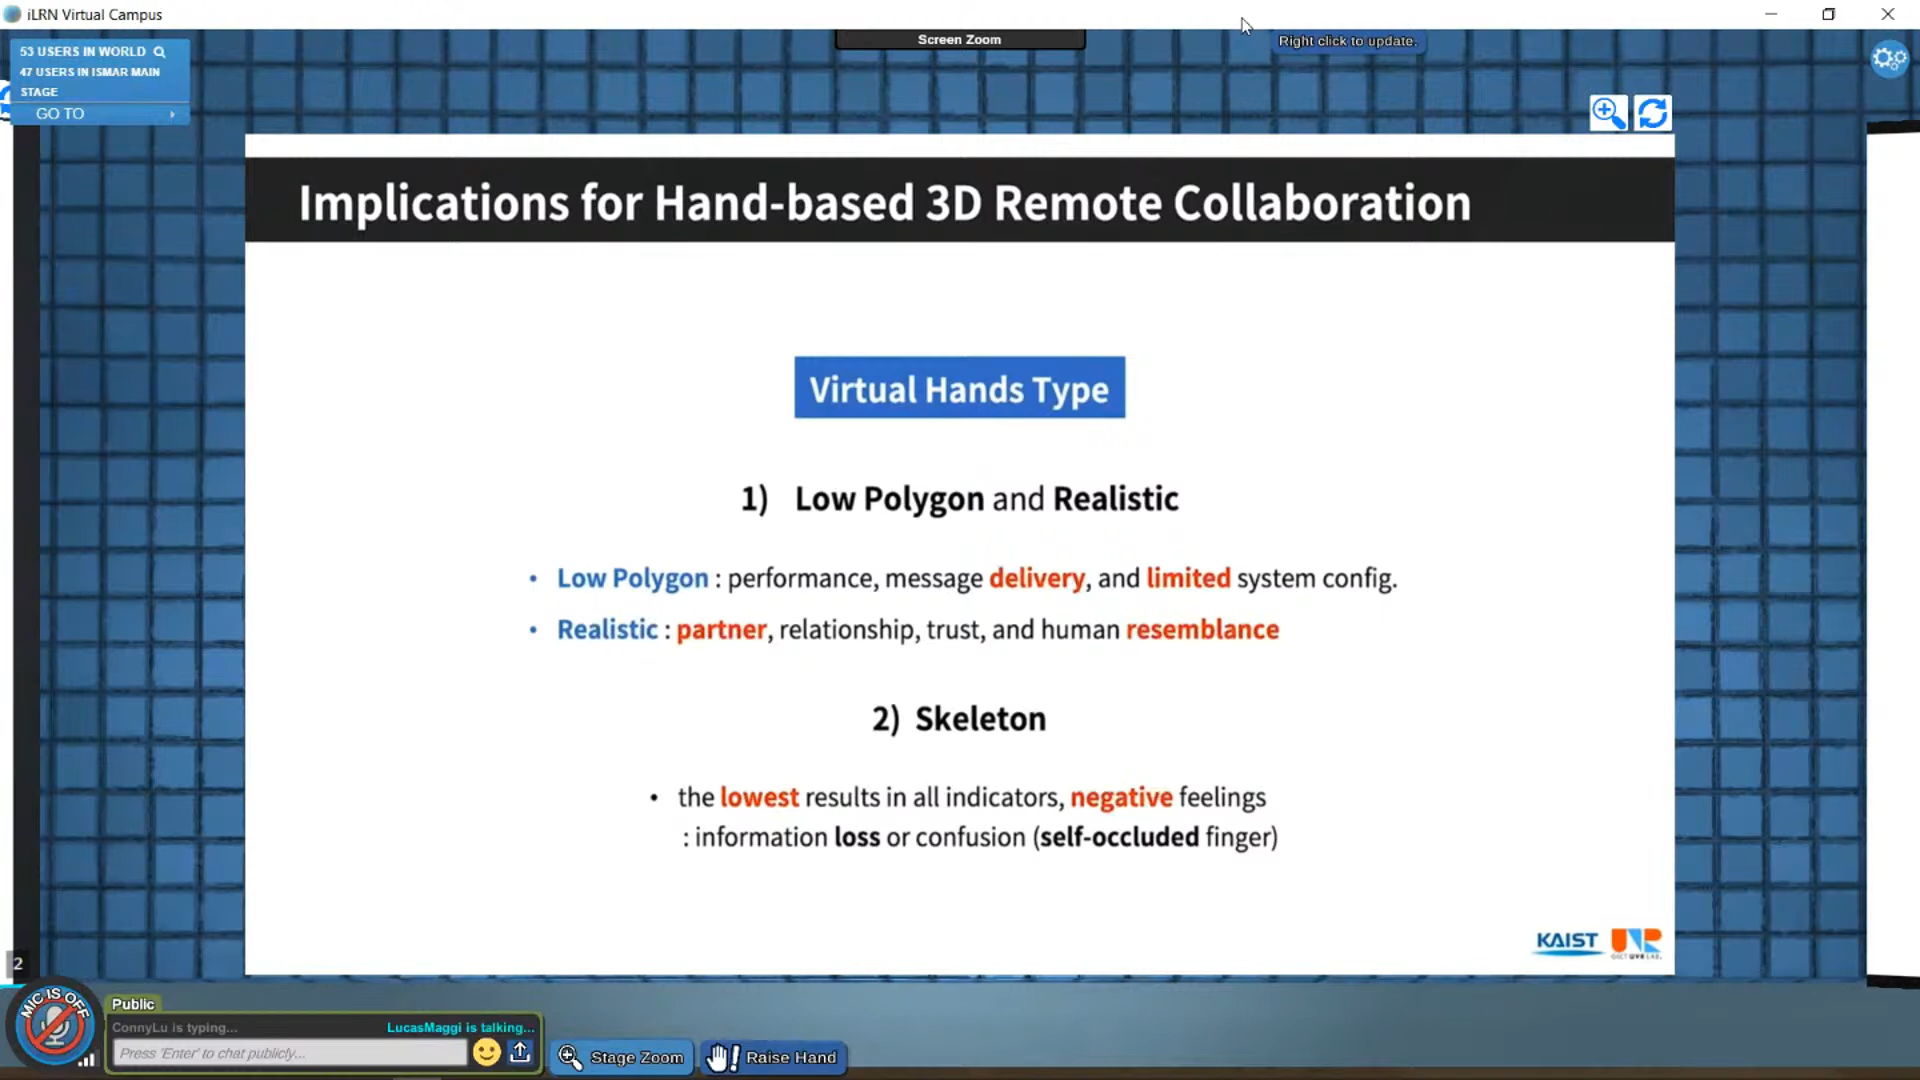 iLRN Virtual Campus
53 USERS IN WORLD
47 USERS IN ISMAR MAIN
STAGE
GO TO
Screen Zoom
Right click to update.
Implications for Hand-based 3D Remote Collaboration
Virtual Hands Type
1) Low Polygon and Realistic
• Low Polygon : performance, message delivery, and limited system config.
• Realistic : partner, relationship, trust, and human resemblance
2) Skeleton
• the lowest results in all indicators, negative feelings
: information loss or confusion (self-occluded finger)
KAIST
UVR
2
MIC IS OFF
Public
ConnyLu is typing...
LucasMaggi is talking...
Press 'Enter' to chat publicly...
Stage Zoom
Raise Hand